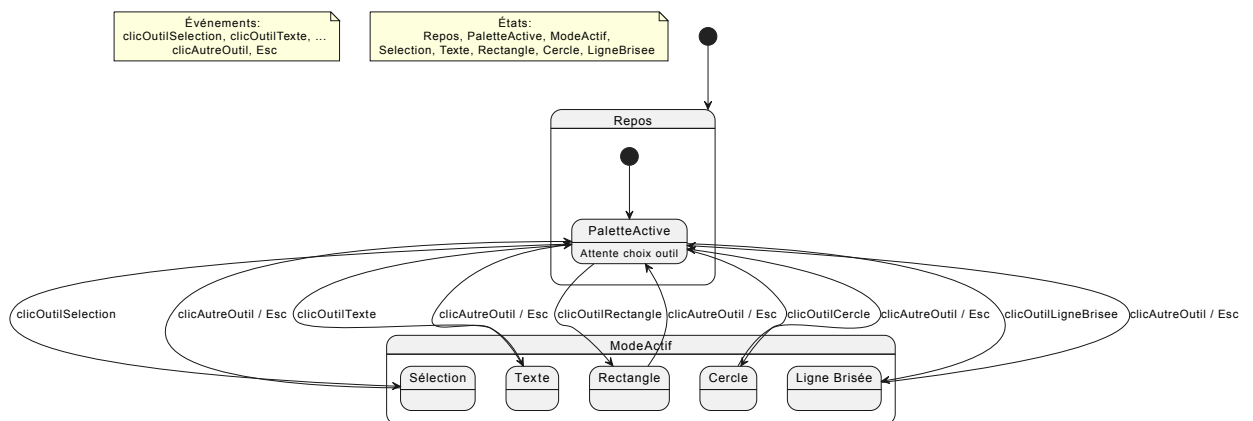 Événements:
clicOutilSelection, clicOutilTexte, ...
clicAutreOutil, Esc
États:
Repos, PaletteActive, ModeActif,
Selection, Texte, Rectangle, Cercle, LigneBrisee
Repos
PaletteActive
Attente choix outil
clicOutilSelection
clicAutreOutil / Esc
clicOutilTexte
clicAutreOutil / Esc
clicOutilRectangle
clicAutreOutil / Esc
clicOutilCercle
clicAutreOutil / Esc
clicOutilLigneBrisee
clicAutreOutil / Esc
ModeActif
Sélection
Texte
Rectangle
Cercle
Ligne Brisée